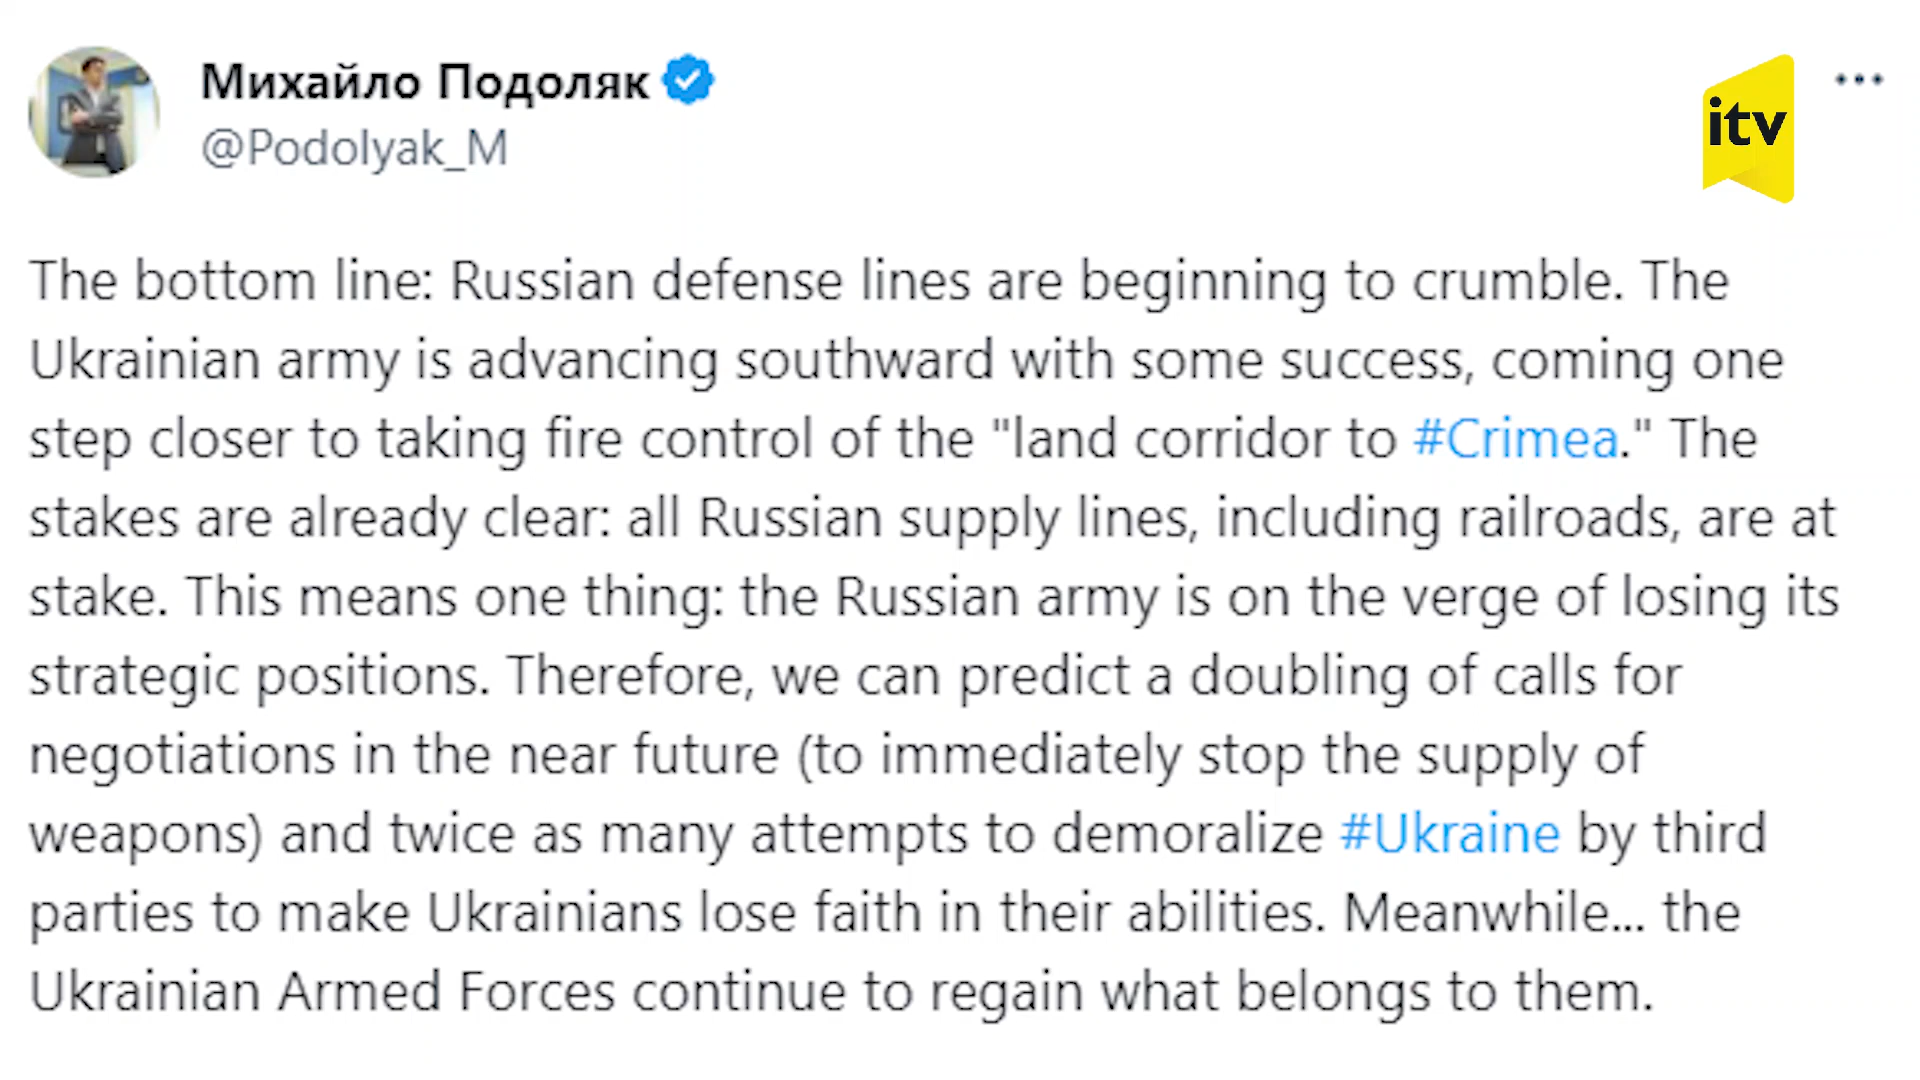 Михайло Подоляк
@Podolyak_M
itv
The bottom line: Russian defense lines are beginning to crumble. The
Ukrainian army is advancing southward with some success, coming one
step closer to taking fire control of the "land corridor to #Crimea." The
stakes are already clear: all Russian supply lines, including railroads, are at
stake. This means one thing: the Russian army is on the verge of losing its
strategic positions. Therefore, we can predict a doubling of calls for
negotiations in the near future (to immediately stop the supply of
weapons) and twice as many attempts to demoralize #Ukraine by third
parties to make Ukrainians lose faith in their abilities. Meanwhile... the
Ukrainian Armed Forces continue to regain what belongs to them.